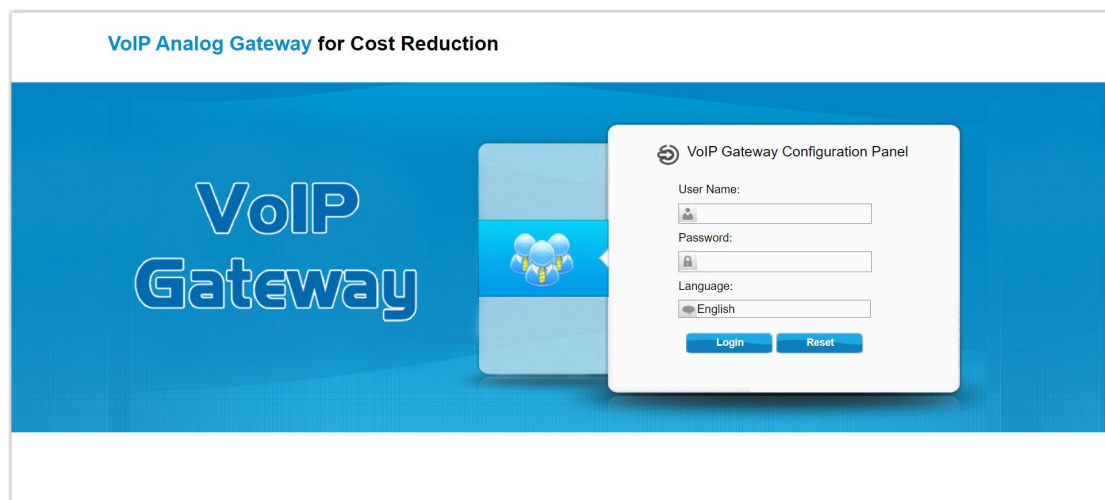 VoIP Analog Gateway for Cost Reduction
VoIP
Gateway
VoIP Gateway Configuration Panel
User Name:
Password:
Language:
English
Login Reset